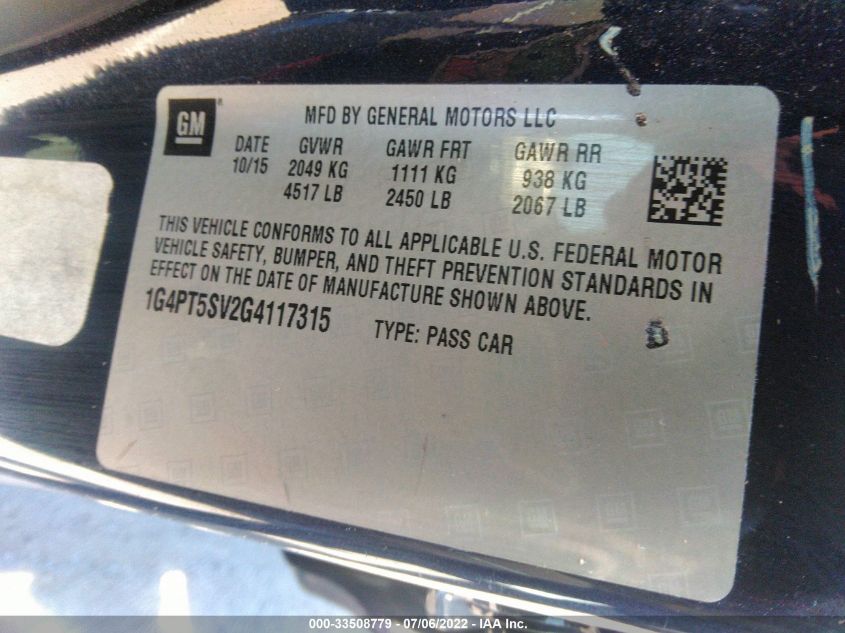 GM ®
MFD BY GENERAL MOTORS LLC
DATE GVWR GAWR FRT GAWR RR
10/15 2049 KG 1111 KG 938 KG
4517 LB 2450 LB 2067 LB
THIS VEHICLE CONFORMS TO ALL APPLICABLE U.S. FEDERAL MOTOR
VEHICLE SAFETY, BUMPER, AND THEFT PREVENTION STANDARDS IN
EFFECT ON THE DATE OF MANUFACTURE SHOWN ABOVE.
1G4PT5SV2G4117315 TYPE: PASS CAR
000-33508779 - 07/06/2022 - IAA Inc.